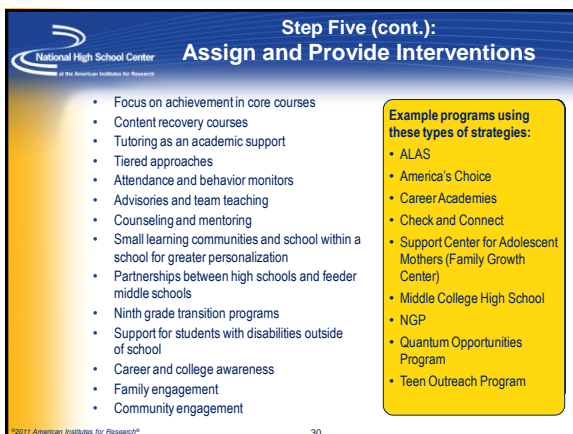 Step Five (cont.):
Assign and Provide Interventions
National High School Center
at the American Institutes for Research
• Focus on achievement in core courses
• Content recovery courses
• Tutoring as an academic support
• Tiered approaches
• Attendance and behavior monitors
• Advisories and team teaching
• Counseling and mentoring
• Small learning communities and school within a
school for greater personalization
• Partnerships between high schools and feeder
middle schools
• Ninth grade transition programs
• Support for students with disabilities outside
of school
• Career and college awareness
• Family engagement
• Community engagement
Example programs using
these types of strategies:
• ALAS
• America's Choice
• Career Academies
• Check and Connect
• Support Center for Adolescent
Mothers (Family Growth
Center)
• Middle College High School
• NGP
• Quantum Opportunities
Program
• Teen Outreach Program
©2011 American Institutes for Research®
30